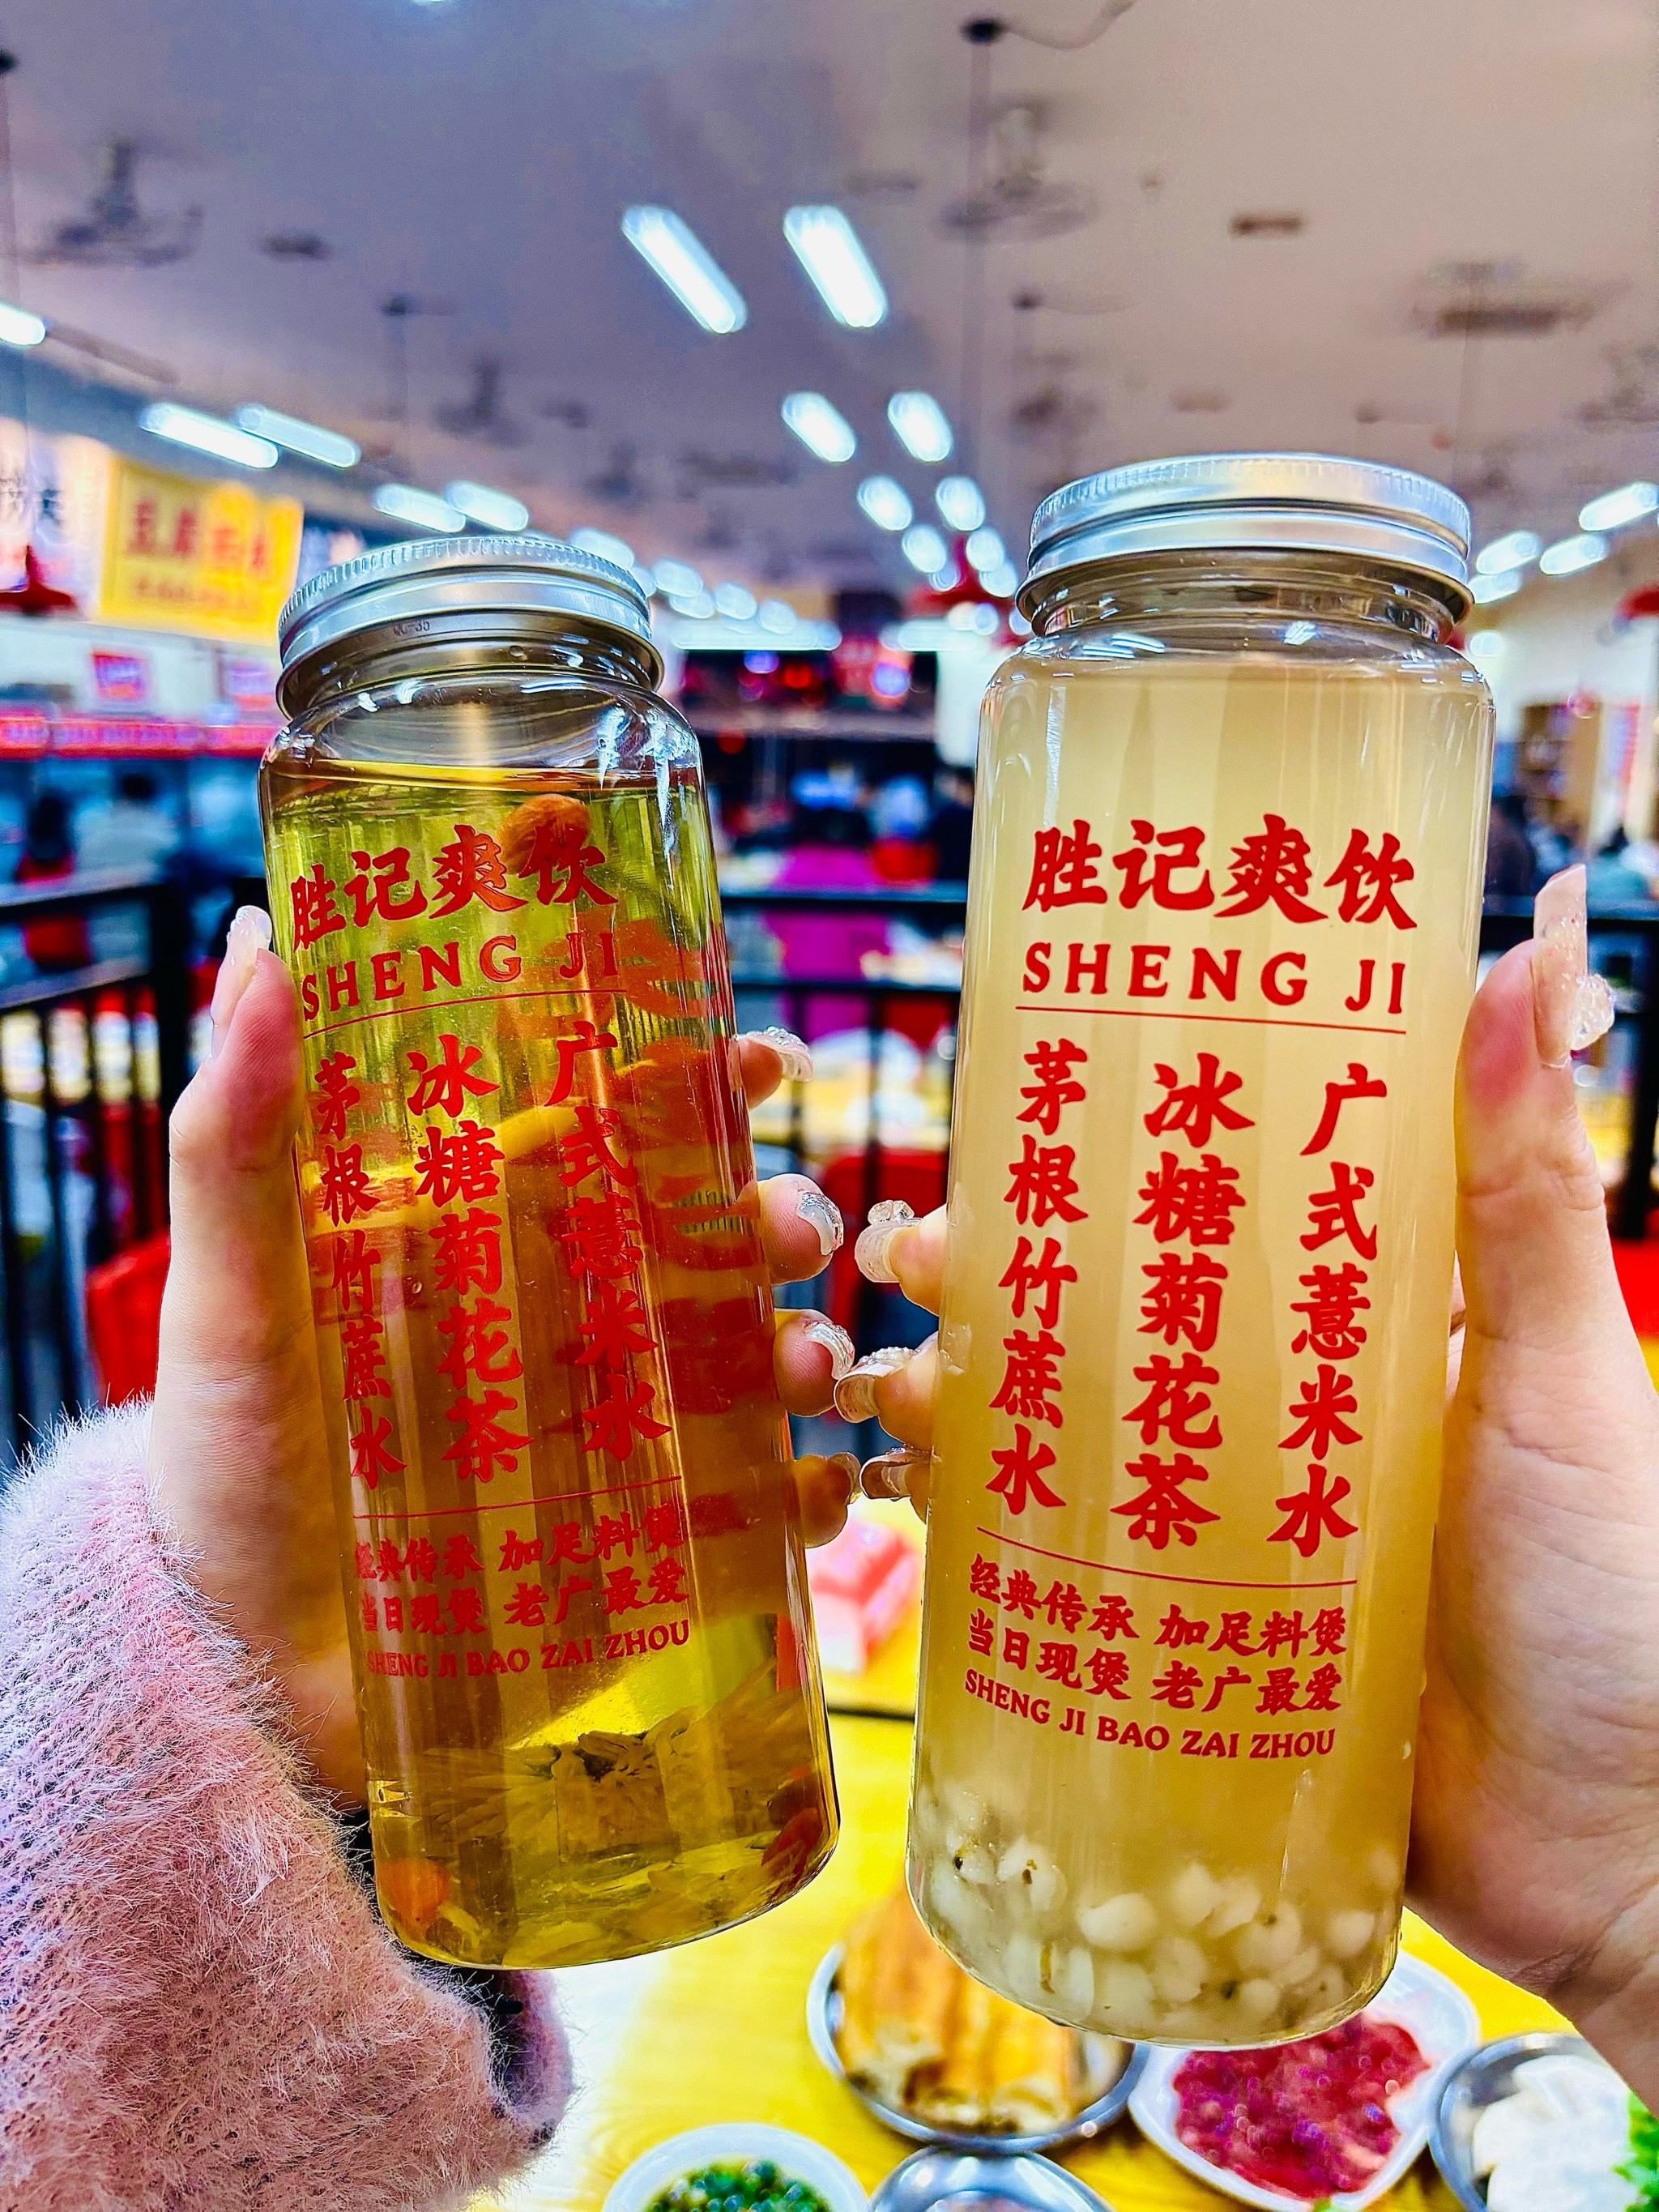 胜记爽饮
SHENG JI
茅根竹蔗水
冰糖菊花茶
广式薏米水
经典传承 加足料煲
当日现煲 老广最爱
SHENG JI BAO ZAI ZHOU
胜记爽饮
SHENG JI
茅根竹蔗水
冰糖菊花茶
广式薏米水
经典传承 加足料煲
当日现煲 老广最爱
SHENG JI BAO ZAI ZHOU